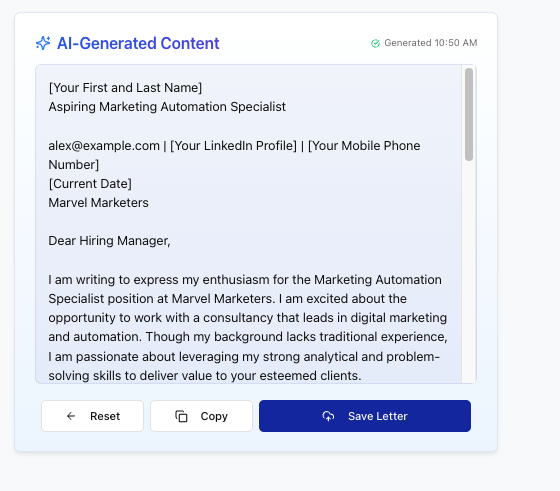 AI-Generated Content
Generated 10:50 AM
[Your First and Last Name]
Aspiring Marketing Automation Specialist
alex@example.com | [Your LinkedIn Profile] | [Your Mobile Phone
Number]
[Current Date]
Marvel Marketers
Dear Hiring Manager,
I am writing to express my enthusiasm for the Marketing Automation
Specialist position at Marvel Marketers. I am excited about the
opportunity to work with a consultancy that leads in digital marketing
and automation. Though my background lacks traditional experience,
I am passionate about leveraging my strong analytical and problem-
solving skills to deliver value to your esteemed clients.
Reset
Copy
Save Letter